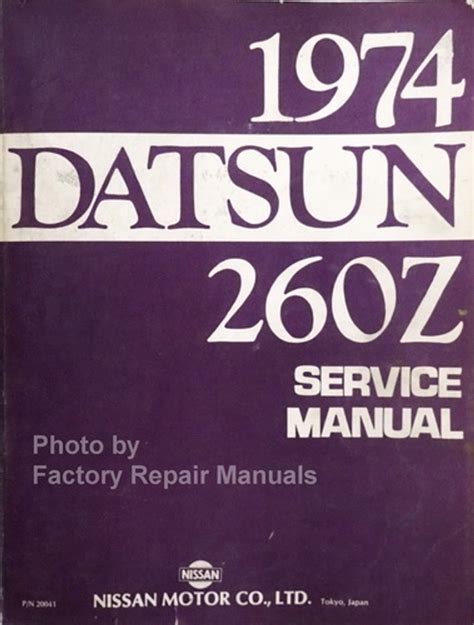 1974
DATSUN
260Z
SERVICE
MANUAL
Photo by
Factory Repair Manuals
NISSAN
P/N 20041 NISSAN MOTOR CO., LTD. Tokyo, Japan